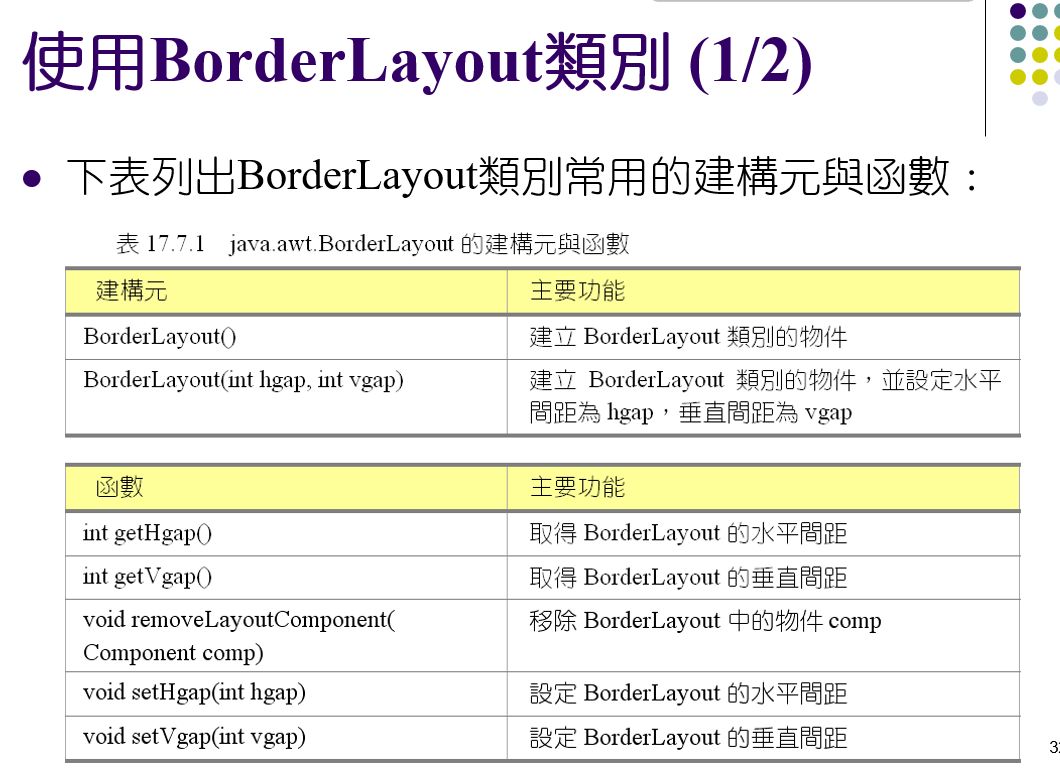 使用BorderLayout類別 (1/2)
下表列出BorderLayout類別常用的建構元與函數：
表 17.7.1 java.awt.BorderLayout 的建構元與函數
建構元 主要功能
BorderLayout() 建立 BorderLayout 類別的物件
BorderLayout(int hgap, int vgap) 建立 BorderLayout 類別的物件，並設定水平
間距為 hgap，垂直間距為 vgap
函數 主要功能
int getHgap() 取得 BorderLayout 的水平間距
int getVgap() 取得 BorderLayout 的垂直間距
void removeLayoutComponent( 移除 BorderLayout 中的物件 comp
Component comp)
void setHgap(int hgap) 設定 BorderLayout 的水平間距
void setVgap(int vgap) 設定 BorderLayout 的垂直間距